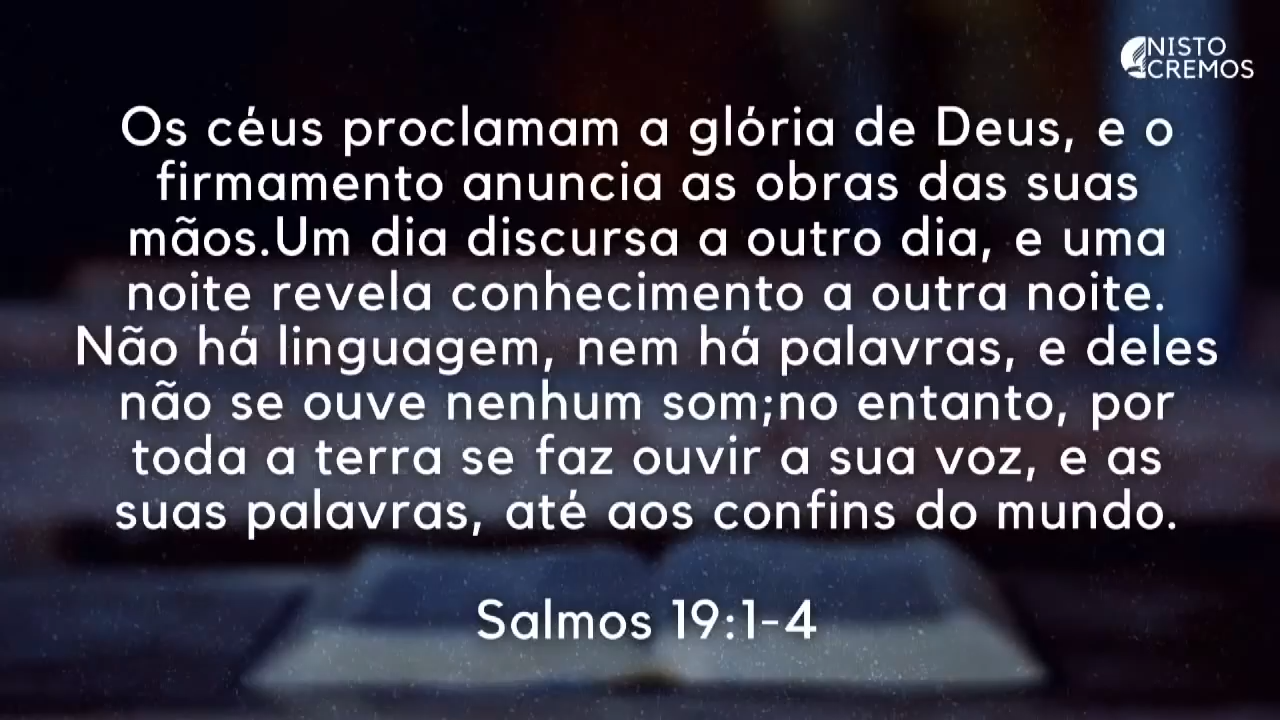 NISTO
CREMOS
Os céus proclamam a glória de Deus, e o
firmamento anuncia as obras das suas
mãos.Um dia discursa a outro dia, e uma
noite revela conhecimento a outra noite.
Não há linguagem, nem há palavras, e deles
não se ouve nenhum som;no entanto, por
toda a terra se faz ouvir a sua voz, e as
suas palavras, até aos confins do mundo.
Salmos 19:1-4